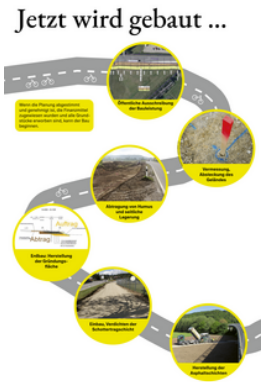 Jetzt wird gebaut ...
Wenn die Planung abgestimmt
und genehmigt ist, die Finanzmittel
zugewiesen wurden und alle Grund-
stücke erworben sind, kann der Bau
beginnen.
Öffentliche Ausschreibung
der Bauleistung
Vermessung,
Absteckung des
Geländes
Abtragung von Humus
und seitliche
Lagerung
Auftrag
Abtrag
Erdbau: Herstellung
der Gründungs-
fläche
Einbau, Verdichten der
Schottertragschicht
Herstellung der
Asphaltschichten